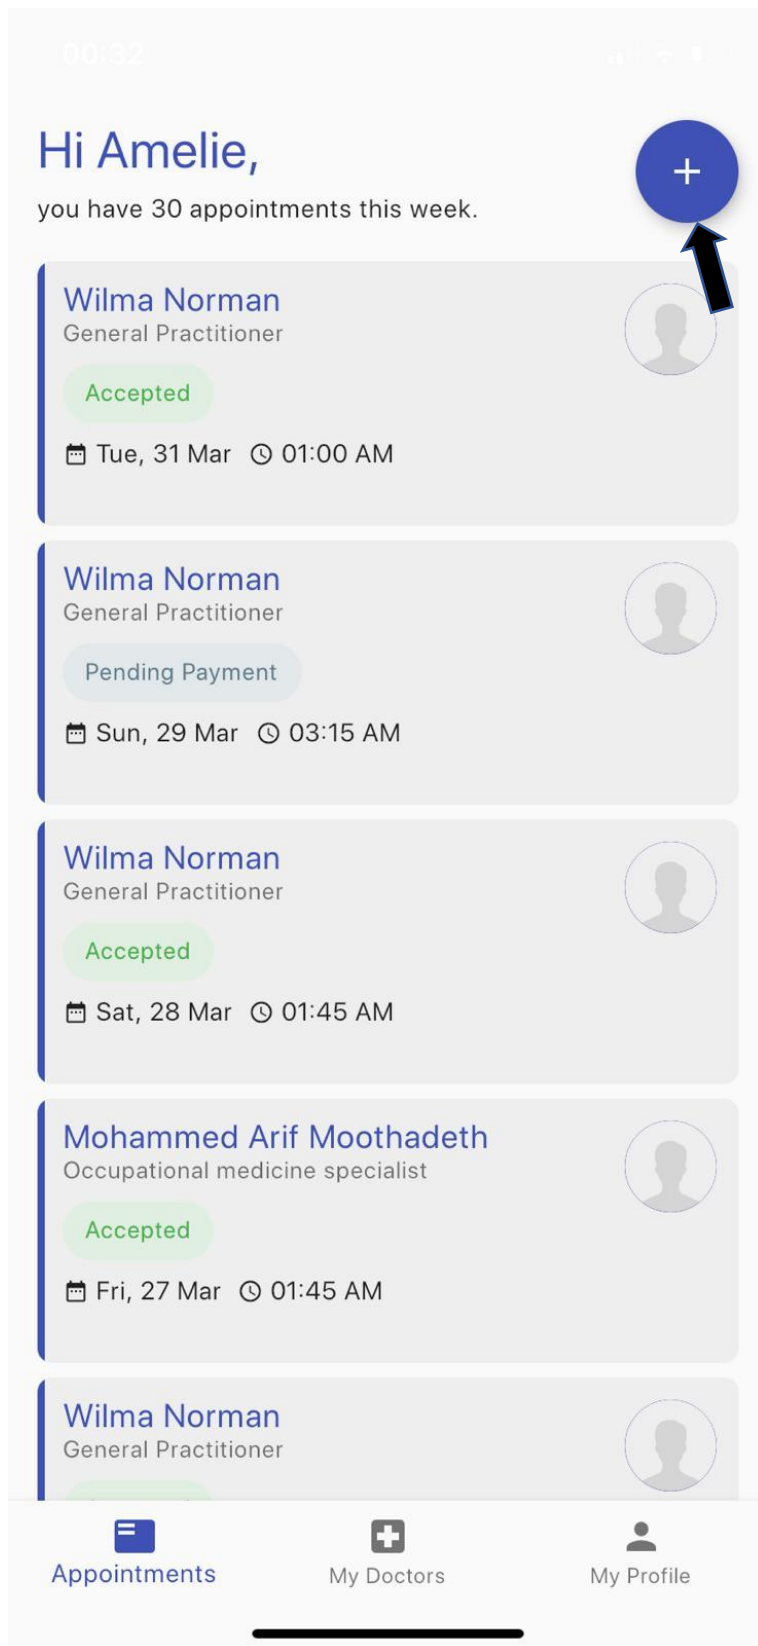 00:32
Hi Amelie,
you have 30 appointments this week.
+
Wilma Norman
General Practitioner
Accepted
Tue, 31 Mar 01:00 AM
Wilma Norman
General Practitioner
Pending Payment
Sun, 29 Mar 03:15 AM
Wilma Norman
General Practitioner
Accepted
Sat, 28 Mar 01:45 AM
Mohammed Arif Moothadeth
Occupational medicine specialist
Accepted
Fri, 27 Mar 01:45 AM
Wilma Norman
General Practitioner
Appointments
My Doctors
My Profile